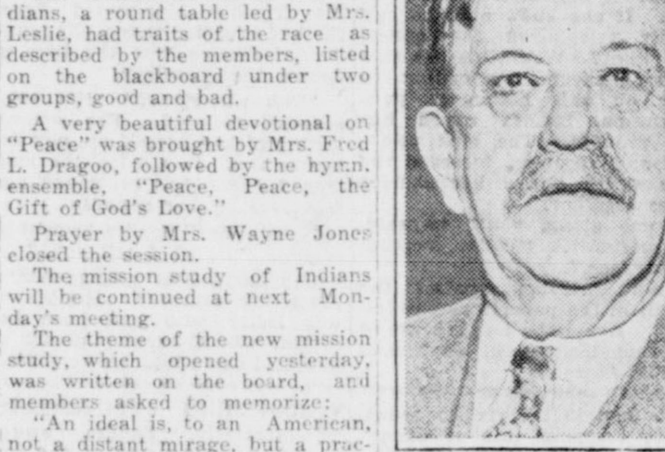 dians, a round table led by Mrs.
Leslie, had traits of the race as
described by the members, listed
on the blackboard under two
groups, good and bad.
A very beautiful devotional on
"Peace" was brought by Mrs. Fred
L. Dragoo, followed by the hymn.
ensemble, "Peace, Peace, the
Gift of God's Love."
Prayer by Mrs. Wayne Jones
closed the session.
The mission study of Indians
will be continued at next Mon-
day's meeting.
The theme of the new mission
study, which opened yesterday,
was written on the board, and
members asked to memorize:
"An ideal is, to an American,
not a distant mirage, but a prac-